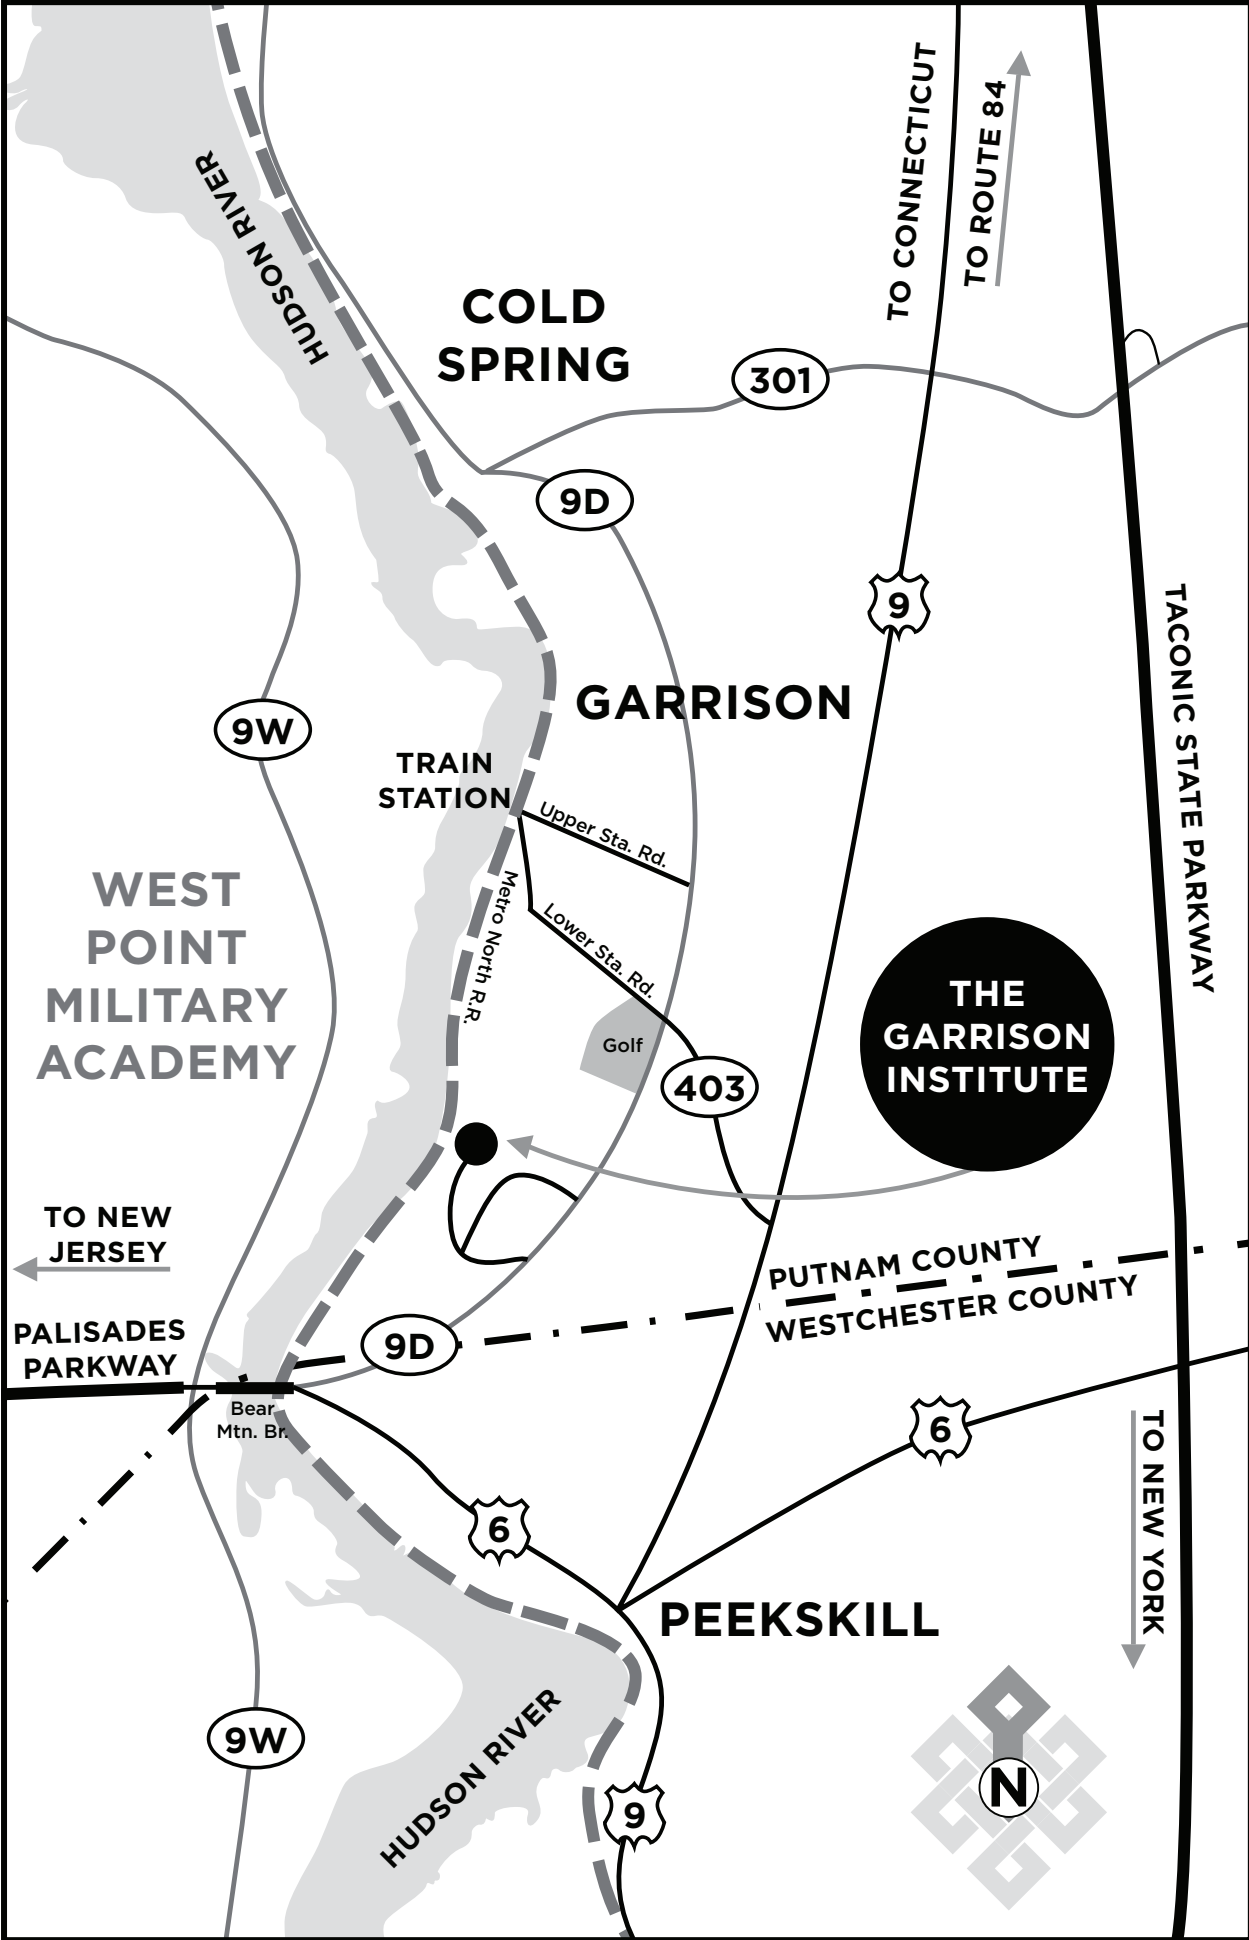 TO CONNECTICUT
TO ROUTE 84
HUDSON RIVER
COLD
SPRING
301
9D
9
TACONIC STATE PARKWAY
GARRISON
9W
TRAIN
STATION
Upper Sta. Rd.
WEST
POINT
MILITARY
ACADEMY
Metro North R.R.
Lower Sta. Rd.
Golf
403
THE
GARRISON
INSTITUTE
TO NEW
JERSEY
PUTNAM COUNTY
WESTCHESTER COUNTY
PALISADES
PARKWAY
9D
Bear
Mtn. Br.
6
6
TO NEW YORK
PEEKSKILL
HUDSON RIVER
9W
9
N